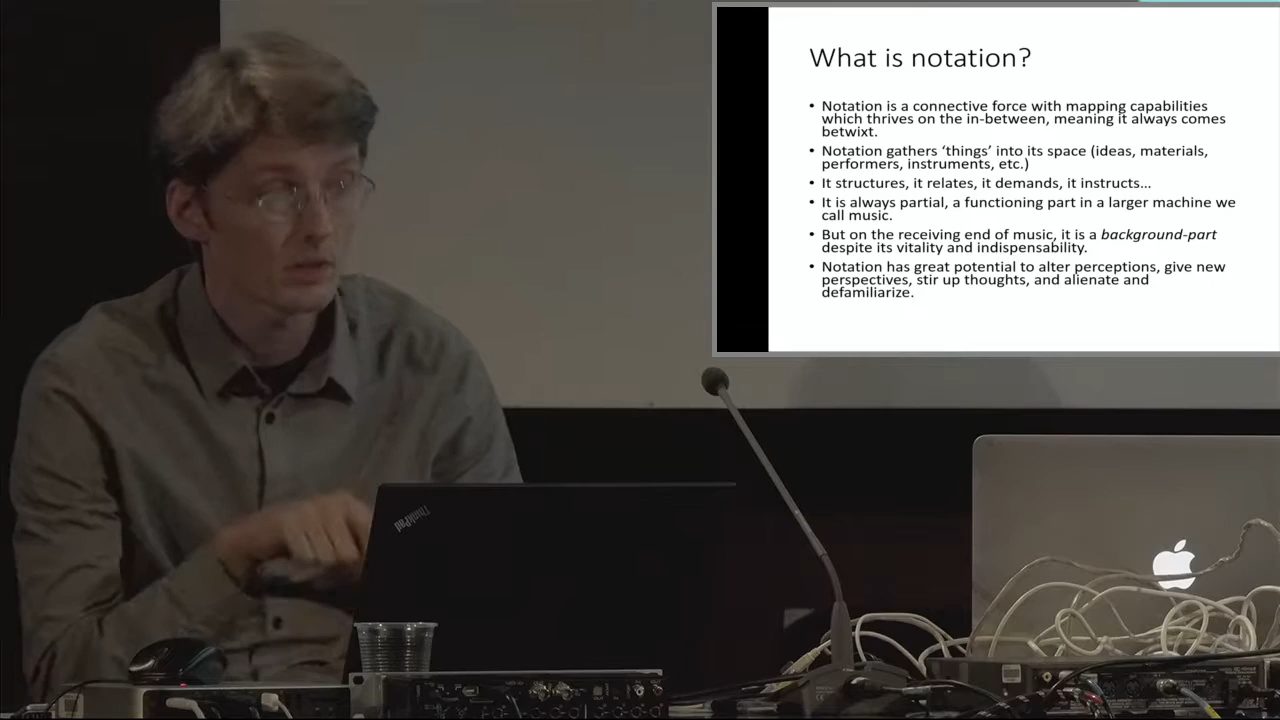 What is notation?
• Notation is a connective force with mapping capabilities
which thrives on the in-between, meaning it always comes
betwixt.
• Notation gathers ‘things’ into its space (ideas, materials,
performers, instruments, etc.)
• It structures, it relates, it demands, it instructs...
• It is always partial, a functioning part in a larger machine we
call music.
• But on the receiving end of music, it is a background-part
despite its vitality and indispensability.
• Notation has great potential to alter perceptions, give new
perspectives, stir up thoughts, and alienate and
defamiliarize.
ThinkPad